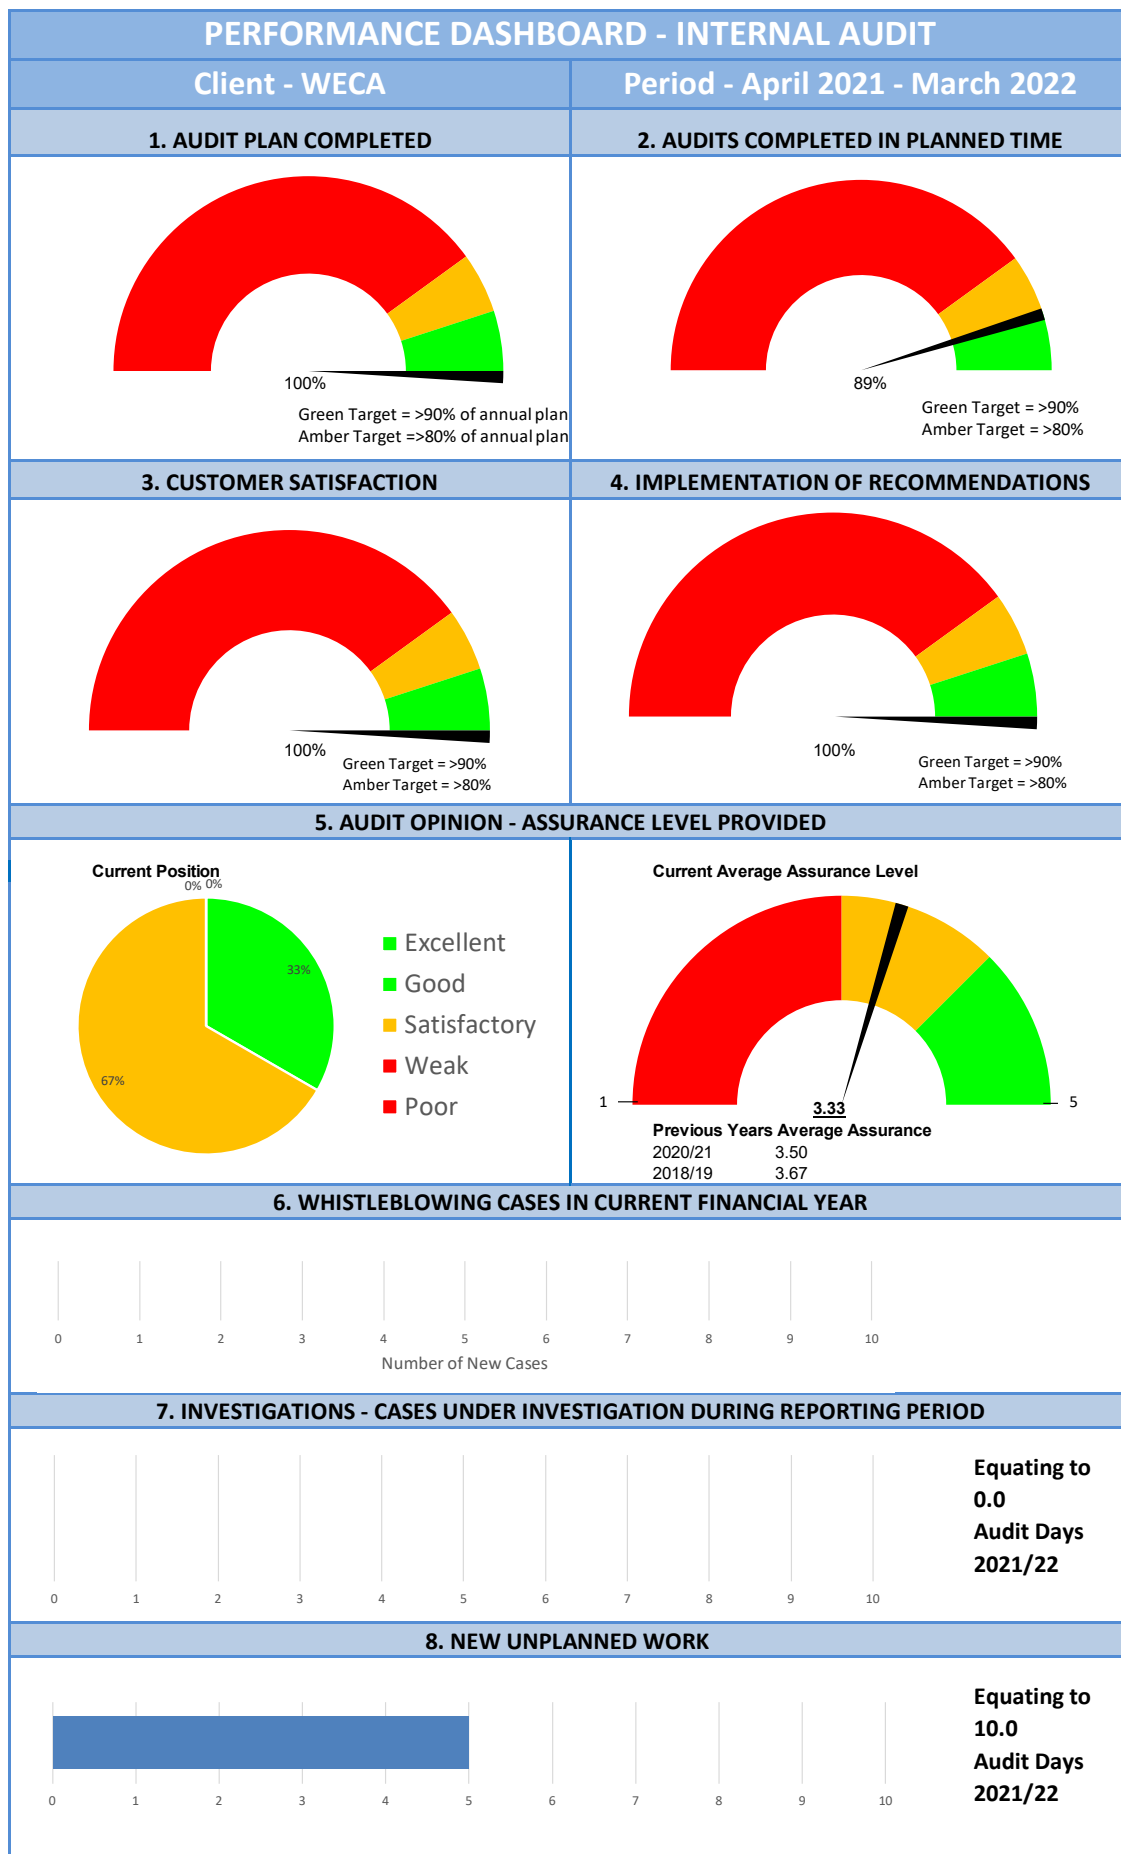 PERFORMANCE DASHBOARD - INTERNAL AUDIT
Client - WECA
Period - April 2021 - March 2022
1. AUDIT PLAN COMPLETED
2. AUDITS COMPLETED IN PLANNED TIME
100%
Green Target = >90% of annual plan
Amber Target =>80% of annual plan
89%
Green Target = >90%
Amber Target = >80%
3. CUSTOMER SATISFACTION
4. IMPLEMENTATION OF RECOMMENDATIONS
100%
Green Target = >90%
Amber Target = >80%
100%
Green Target = >90%
Amber Target = >80%
5. AUDIT OPINION - ASSURANCE LEVEL PROVIDED
Current Position
0% 0%
33%
67%
Excellent
Good
Satisfactory
Weak
Poor
Current Average Assurance Level
1
5
3.33
Previous Years Average Assurance
2020/21 3.50
2018/19 3.67
6. WHISTLEBLOWING CASES IN CURRENT FINANCIAL YEAR
0 1 2 3 4 5 6 7 8 9 10
Number of New Cases
7. INVESTIGATIONS - CASES UNDER INVESTIGATION DURING REPORTING PERIOD
0 1 2 3 4 5 6 7 8 9 10
Equating to
0.0
Audit Days
2021/22
8. NEW UNPLANNED WORK
0 1 2 3 4 5 6 7 8 9 10
Equating to
10.0
Audit Days
2021/22